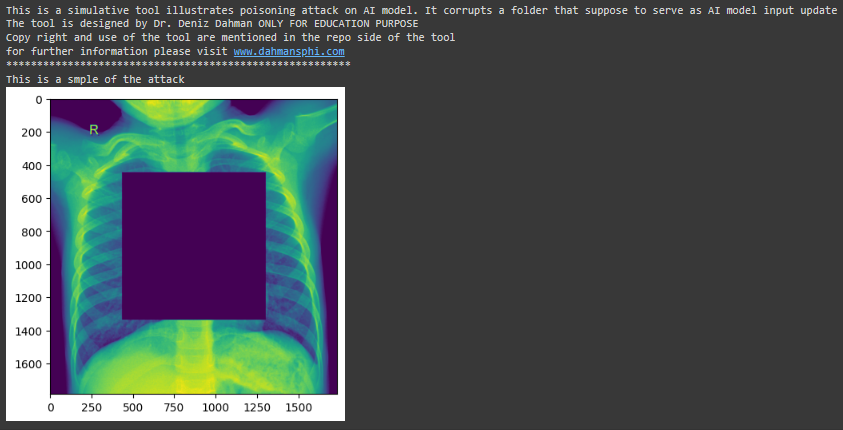 This is a simulative tool illustrates poisoning attack on AI model. It corrupts a folder that suppose to serve as AI model input update
The tool is designed by Dr. Deniz Dahman ONLY FOR EDUCATION PURPOSE
Copy right and use of the tool are mentioned in the repo side of the tool
for further information please visit www.dahmansphi.com
********************************************************
This is a smple of the attack
0
R
200
400
600
800
1000
1200
1400
1600
0 250 500 750 1000 1250 1500